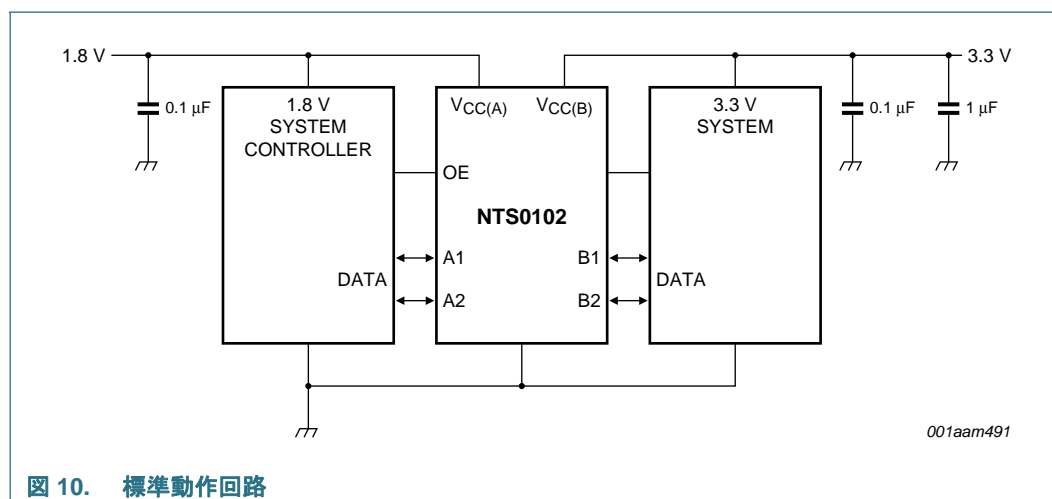 1.8 V
3.3 V
0.1 μF
1.8 V
SYSTEM
CONTROLLER
DATA
VCC(A)
VCC(B)
OE
NTS0102
A1
A2
B1
B2
3.3 V
SYSTEM
DATA
0.1 μF
1 μF
001aam491
図 10. 標準動作回路